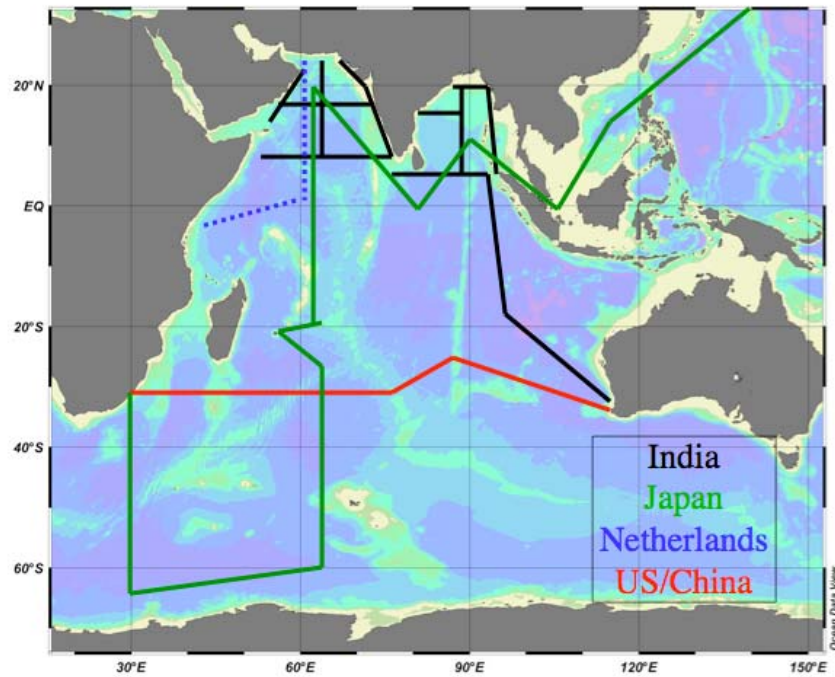 20°N
EQ
20°S
40°S
60°S
India
Japan
Netherlands
US/China
Ocean Data View
30°E 60°E 90°E 120°E 150°E